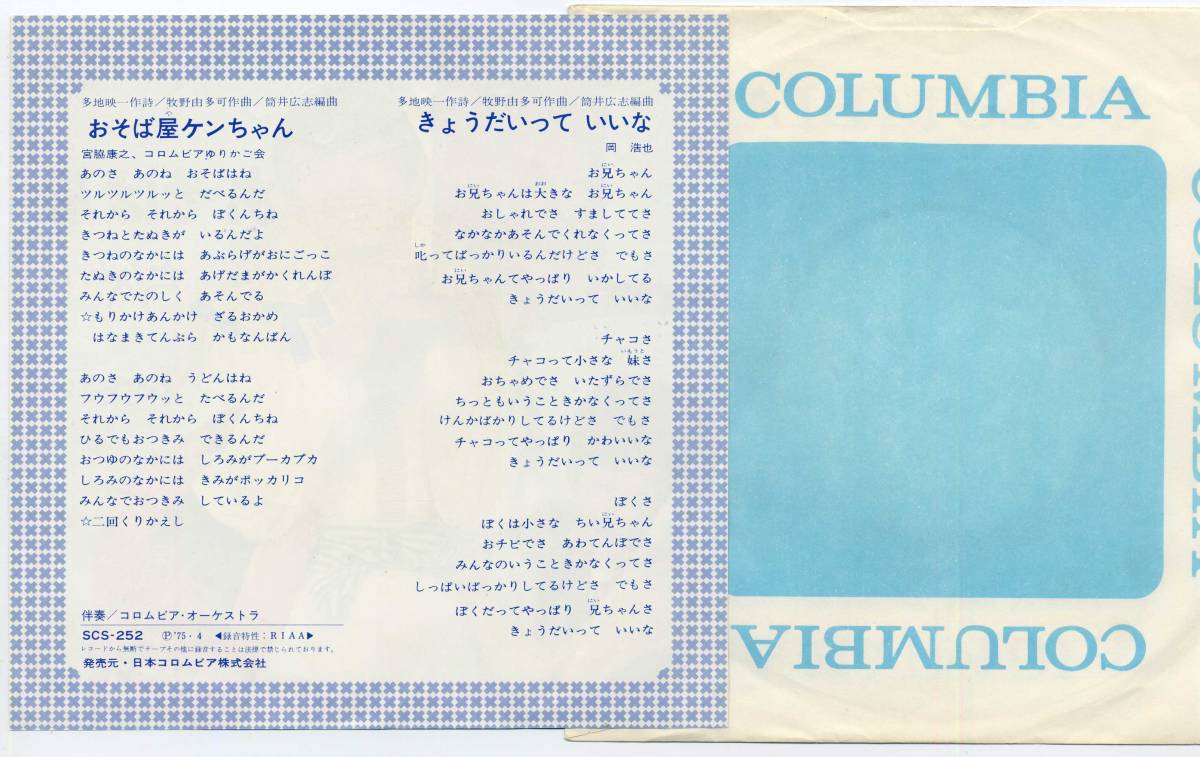 多地映一作詩/牧野由多可作曲/筒井広志編曲
や
おそば屋ケンちゃん
宮脇康之、コロムビアゆりかご会
あのさ　あのね　おそばはね
ツルツルツルッと　たべるんだ
それから　それから　ぼくんちね
きつねとたぬきが　いるんだよ
きつねのなかには　あぶらげがおにごっこ
たぬきのなかには　あげだまがかくれんぼ
みんなでたのしく　あそんでる
☆もりかけあんかけ　ざるおかめ
はなまきてんぷら　かもなんばん
あのさ　あのね　うどんはね
フウフウフウッと　たべるんだ
それから　それから　ぼくんちね
ひるでもおつきみ　できるんだ
おつゆのなかには　しろみがプーカプカ
しろみのなかには　きみがポッカリコ
みんなでおつきみ　しているよ
☆二回くりかえし
伴奏/コロムビア・オーケストラ
SCS-252　Ⓟ'75・4　◀録音特性:RIAA▶
レコードから無断でテープその他に録音することは法律で禁じられております。
発売元・日本コロムビア株式会社
多地映一作詩/牧野由多可作曲/筒井広志編曲
きょうだいって いいな
岡　浩也
にい
お兄ちゃん
にい　おお　にい
お兄ちゃんは大きな　お兄ちゃん
おしゃれでさ　すましててさ
なかなかあそんでくれなくってさ
しか
叱ってばっかりいるんだけどさ　でもさ
にい
お兄ちゃんてやっぱり　いかしてる
きょうだいって　いいな
チャコさ
いもうと
チャコって小さな　妹さ
おちゃめでさ　いたずらでさ
ちっともいうことときかなくってさ
けんかばかりしてるけどさ　でもさ
チャコってやっぱり　かわいいな
きょうだいって　いいな
ぼくさ
にい
ぼくは小さな　ちい兄ちゃん
おチビでさ　あわてんぼでさ
みんなのいうこときかなくってさ
しっぱいばっかりしてるけどさ　でもさ
にい
ぼくだってやっぱり　兄ちゃんさ
きょうだいって　いいな
COLUMBIA
COLUMBIA
COLUMBIA